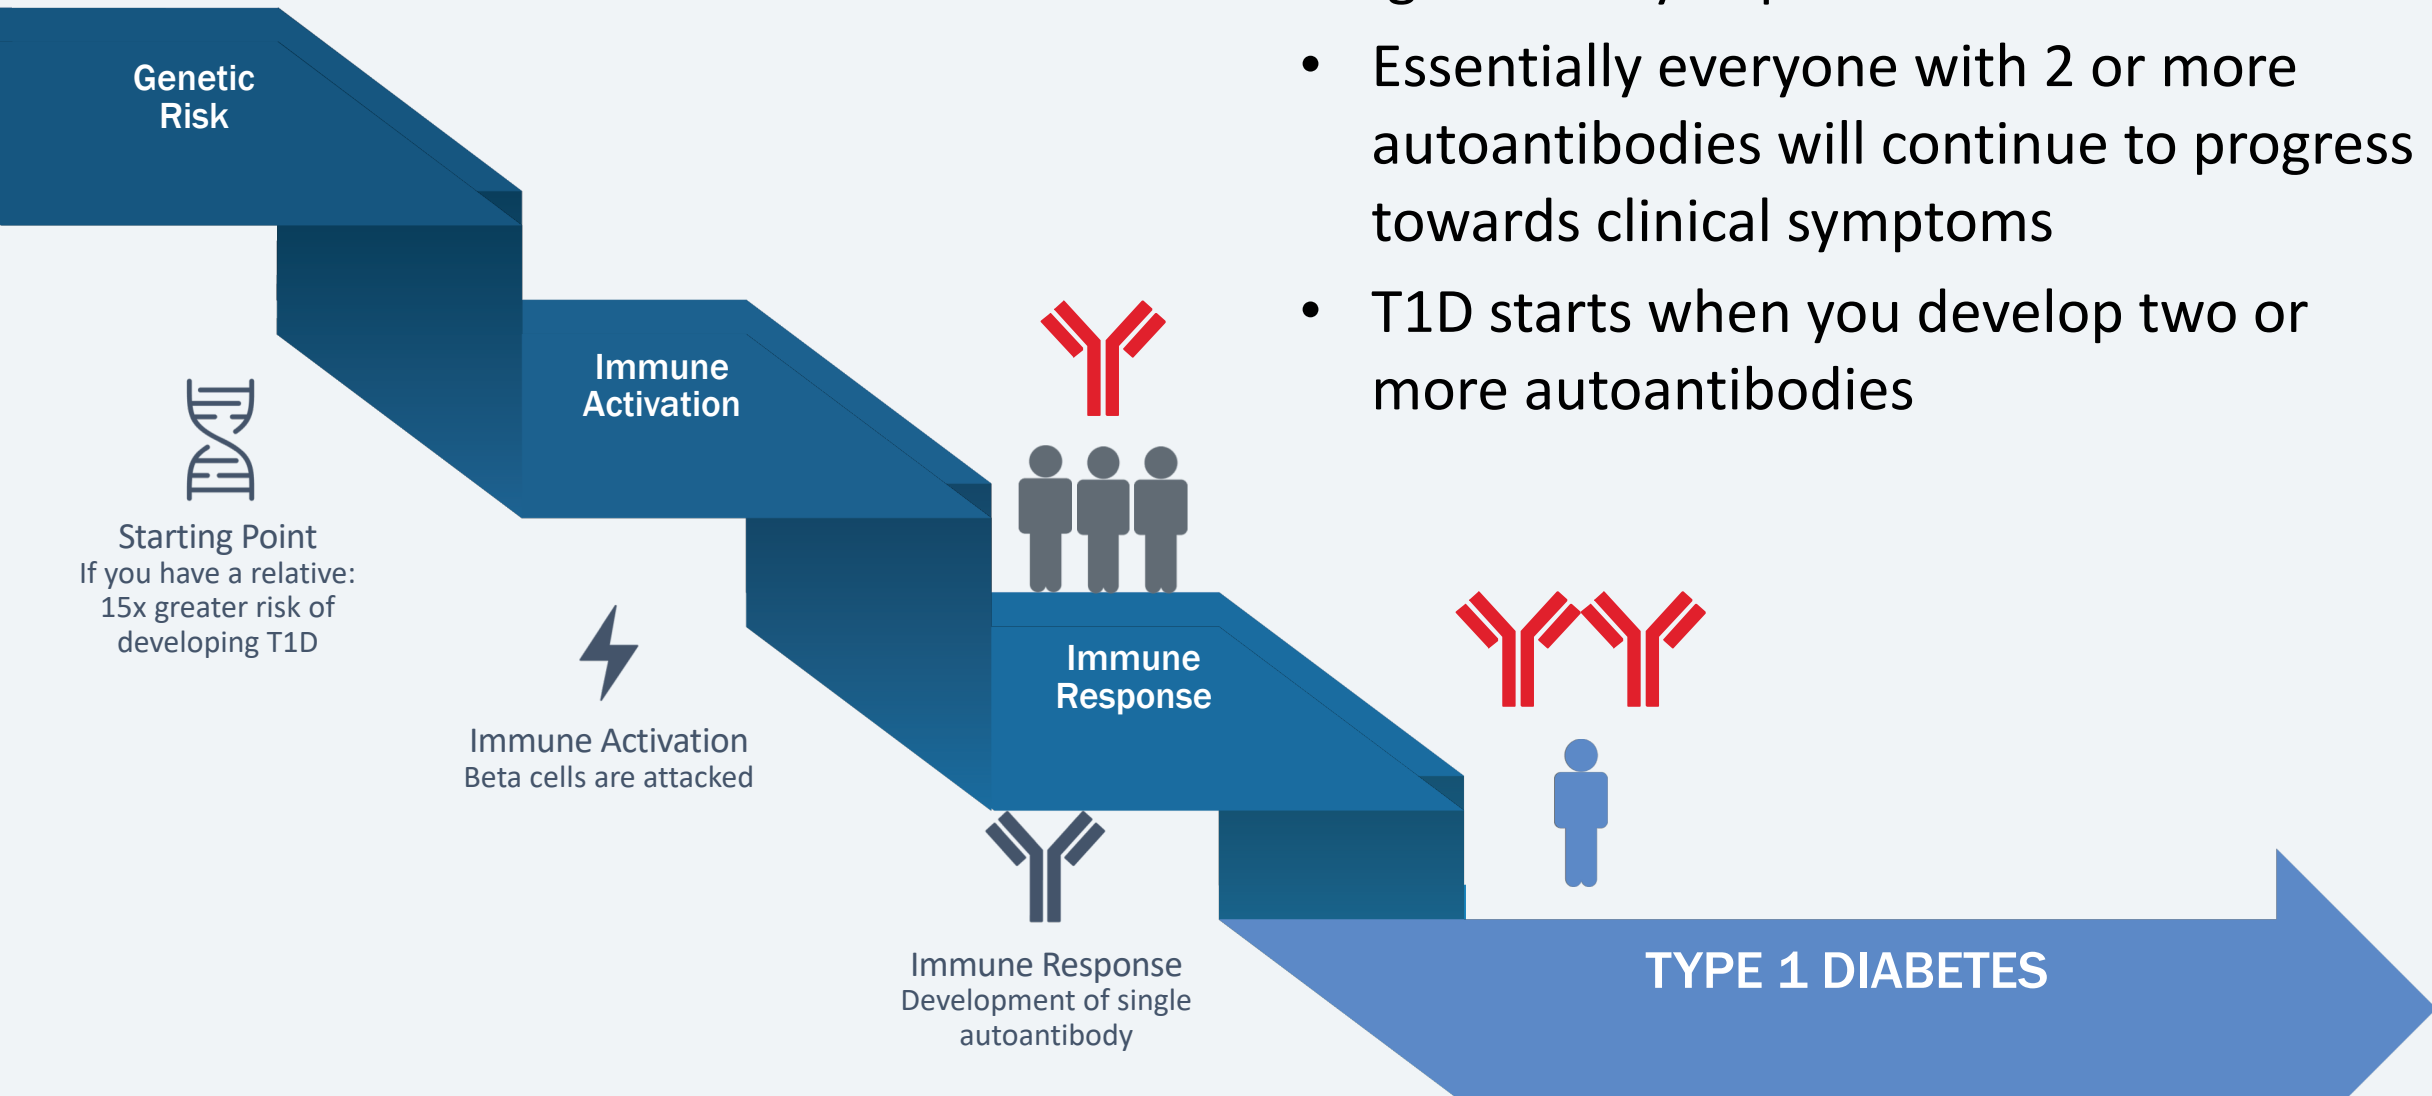 Genetic
Risk
• Essentially everyone with 2 or more
autoantibodies will continue to progress
towards clinical symptoms
• T1D starts when you develop two or
more autoantibodies
Immune
Activation
Starting Point
If you have a relative:
15x greater risk of
developing T1D
Immune
Response
Immune Activation
Beta cells are attacked
Immune Response
Development of single
autoantibody
TYPE 1 DIABETES